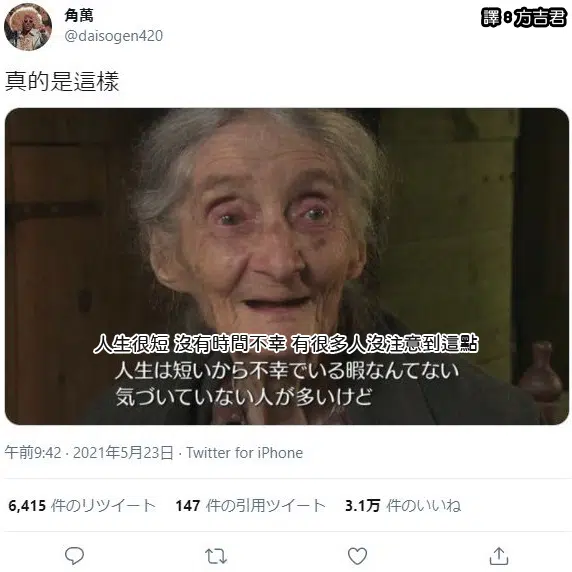 角萬
@daisogen420
譯8方吉君
真的是這樣
人生很短 沒有時間不幸 有很多人沒注意到這點
人生は短いから不幸でいる暇なんてない
気づいていない人が多いけど
午前9:42 · 2021年5月23日 · Twitter for iPhone
6,415 件のリツイート 147 件の引用ツイート 3.1万 件のいいね